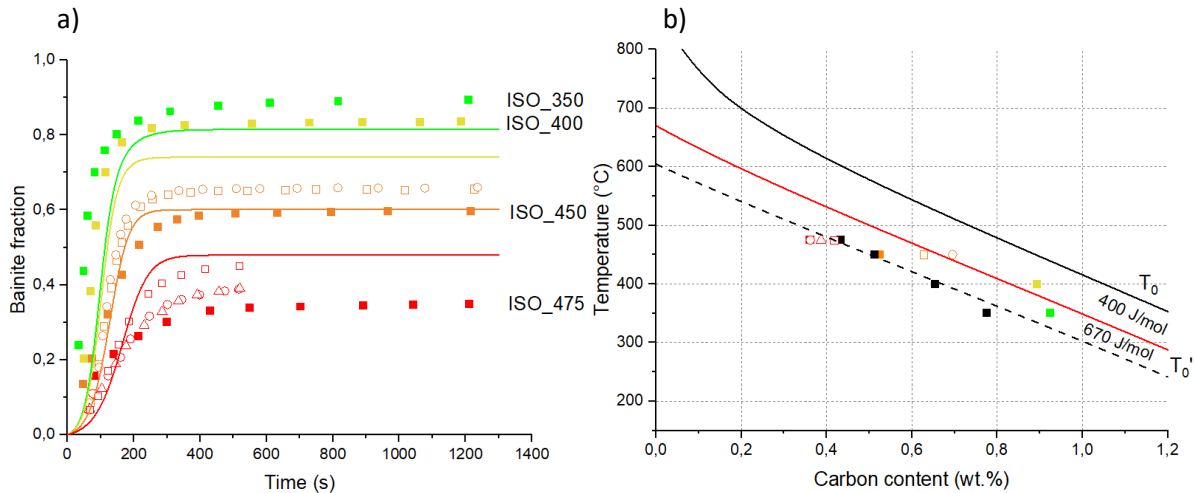 a)
Bainite fraction
1,0
0,8
0,6
0,4
0,2
0,0
ISO_350
ISO_400
ISO_450
ISO_475
0 200 400 600 800 1000 1200 1400
Time (s)
b)
Temperature (°C)
800
700
600
500
400
300
200
T₀
400 J/mol
670 J/mol
T₀'
0,0 0,2 0,4 0,6 0,8 1,0 1,2
Carbon content (wt.%)